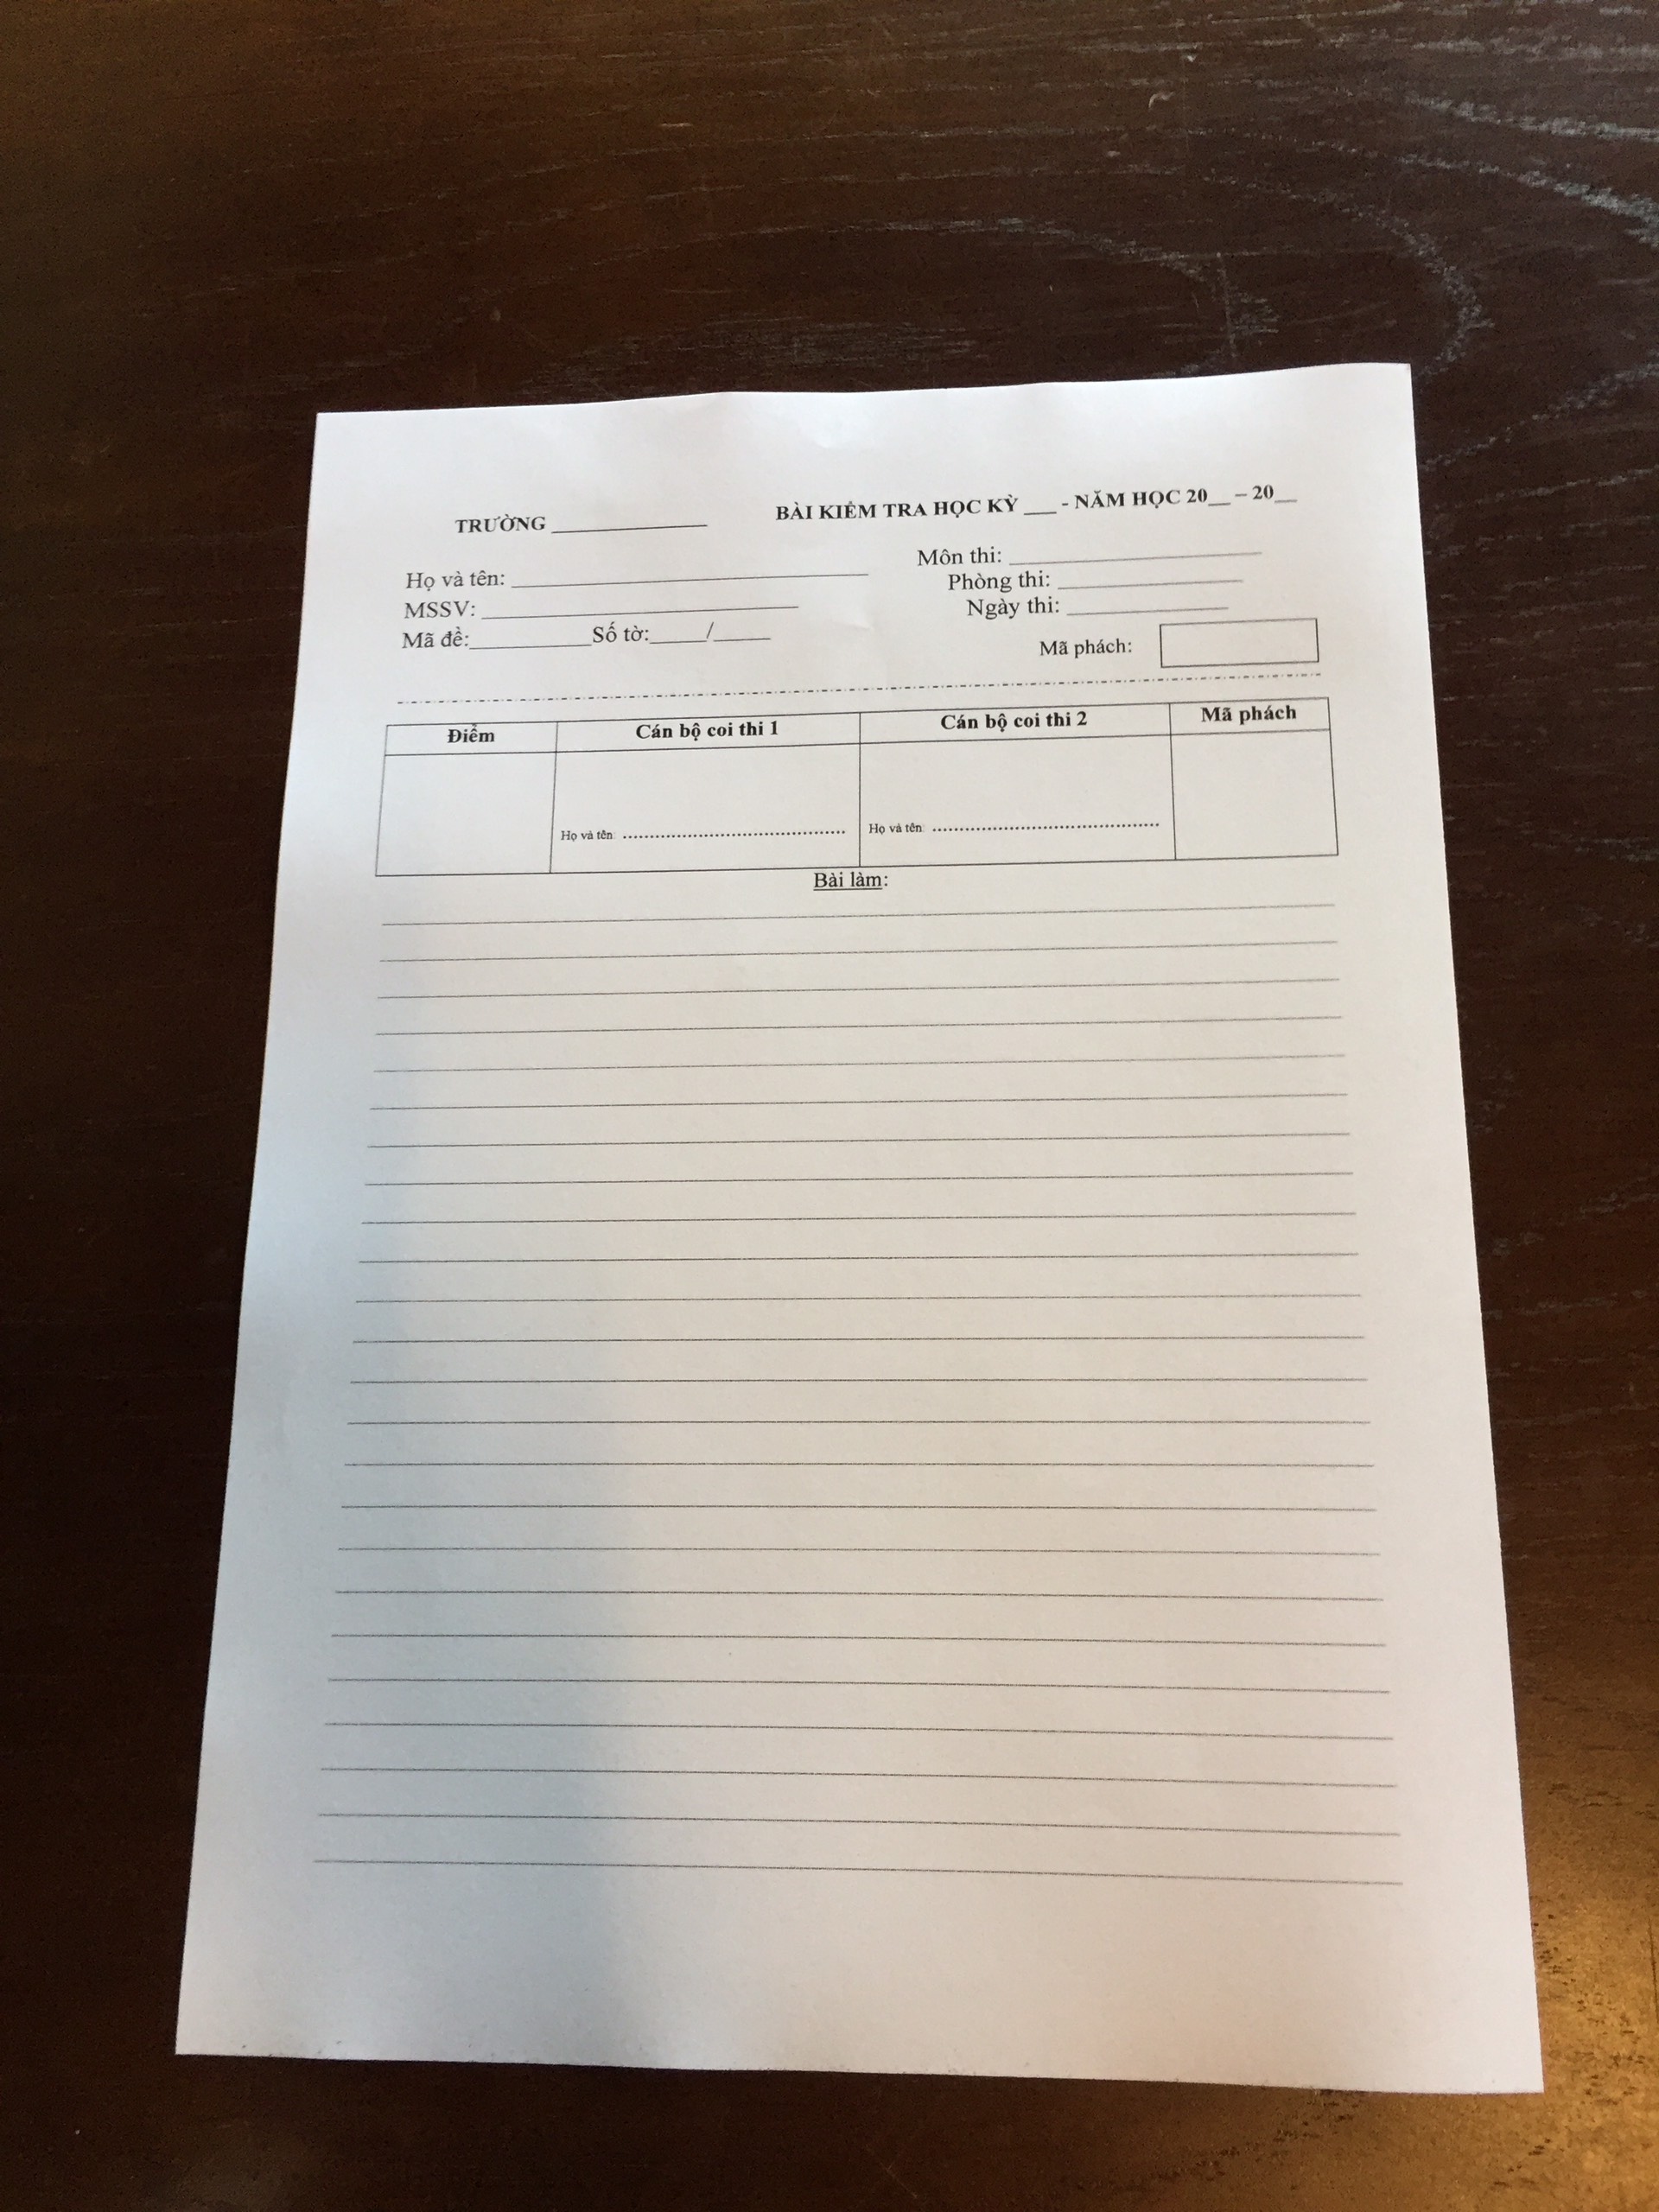 TRƯỜNG ______________ BÀI KIỂM TRA HỌC KỲ ___ - NĂM HỌC 20__ – 20__
Môn thi: ______________________
Họ và tên: ______________________________
Phòng thi: ________________
MSSV: ___________________________
Ngày thi: ______________
Mã đề:__________Số tờ:_____/_____
Mã phách:
Điểm Cán bộ coi thi 1 Cán bộ coi thi 2 Mã phách
Họ và tên: ........................................ Họ và tên: ........................................
Bài làm: